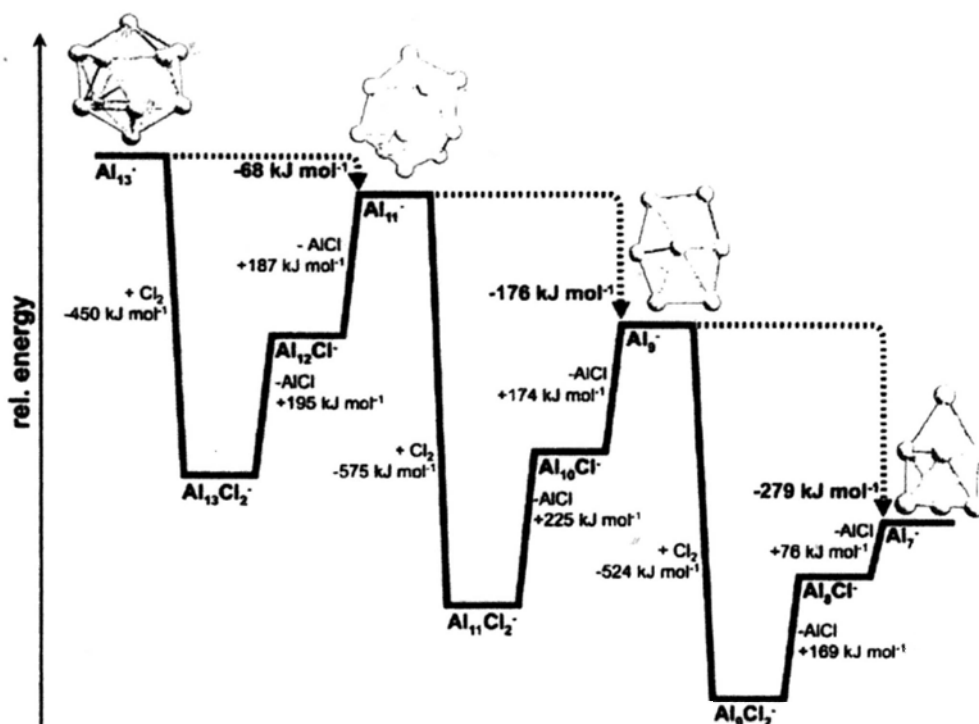 rel. energy
Al₁₃⁻
-68 kJ mol⁻¹
Al₁₁⁻
- AlCl
+187 kJ mol⁻¹
+ Cl₂
-450 kJ mol⁻¹
Al₁₂Cl⁻
-AlCl
+195 kJ mol⁻¹
Al₁₃Cl₂⁻
-176 kJ mol⁻¹
Al₉⁻
-AlCl
+174 kJ mol⁻¹
+ Cl₂
-575 kJ mol⁻¹
Al₁₀Cl⁻
-AlCl
+225 kJ mol⁻¹
Al₁₁Cl₂⁻
-279 kJ mol⁻¹
Al₇⁻
-AlCl
+76 kJ mol⁻¹
+ Cl₂
-524 kJ mol⁻¹
Al₈Cl⁻
-AlCl
+169 kJ mol⁻¹
Al₉Cl₂⁻